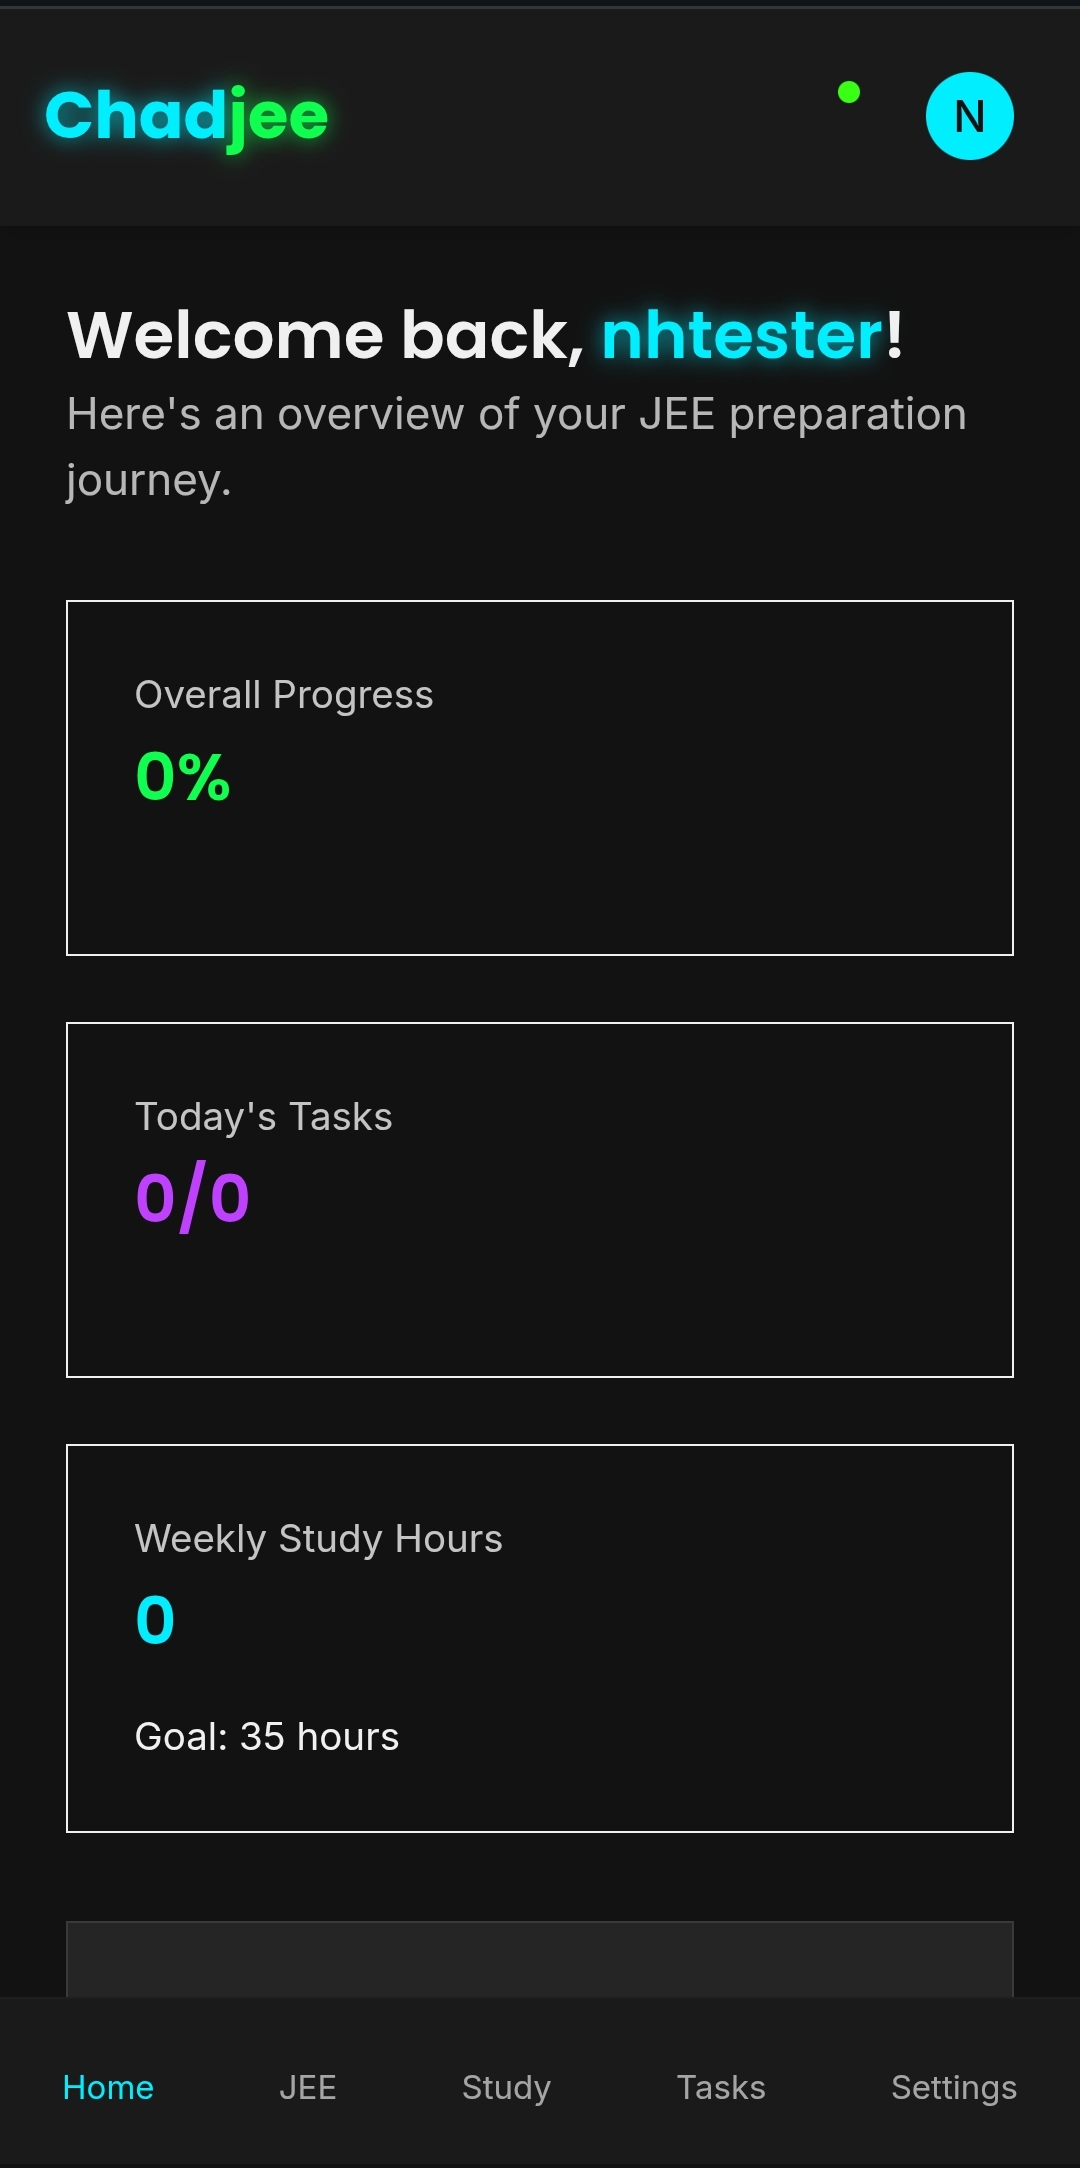 Chadjee
N
Welcome back, nhtester!
Here's an overview of your JEE preparation
journey.
Overall Progress
0%
Today's Tasks
0/0
Weekly Study Hours
0
Goal: 35 hours
Home JEE Study Tasks Settings